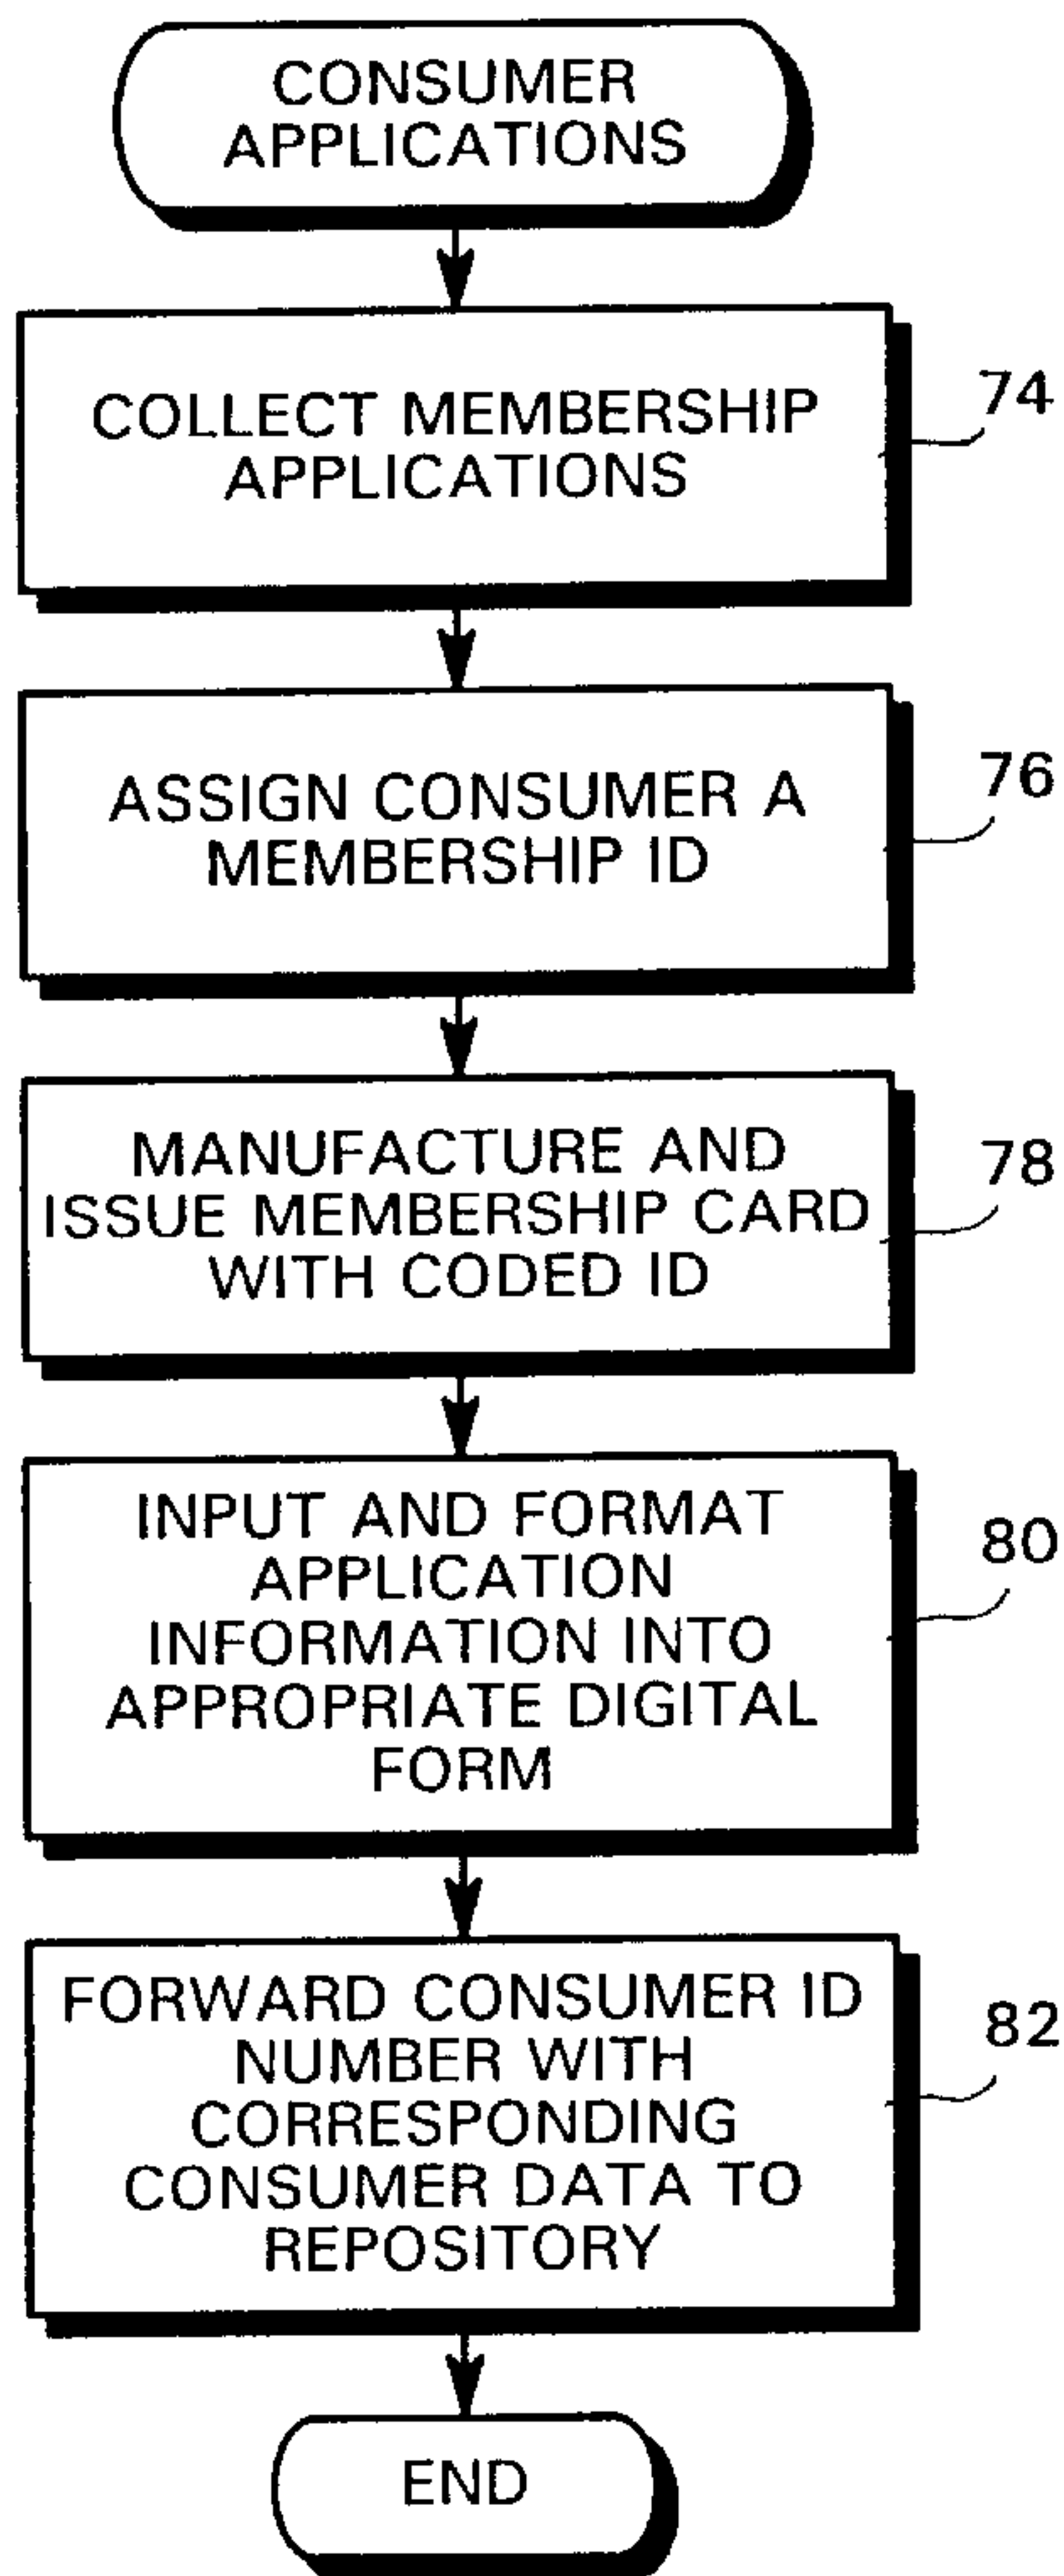 CONSUMER
APPLICATIONS
COLLECT MEMBERSHIP
APPLICATIONS
74
ASSIGN CONSUMER A
MEMBERSHIP ID
76
MANUFACTURE AND
ISSUE MEMBERSHIP CARD
WITH CODED ID
78
INPUT AND FORMAT
APPLICATION
INFORMATION INTO
APPROPRIATE DIGITAL
FORM
80
FORWARD CONSUMER ID
NUMBER WITH
CORRESPONDING
CONSUMER DATA TO
REPOSITORY
82
END